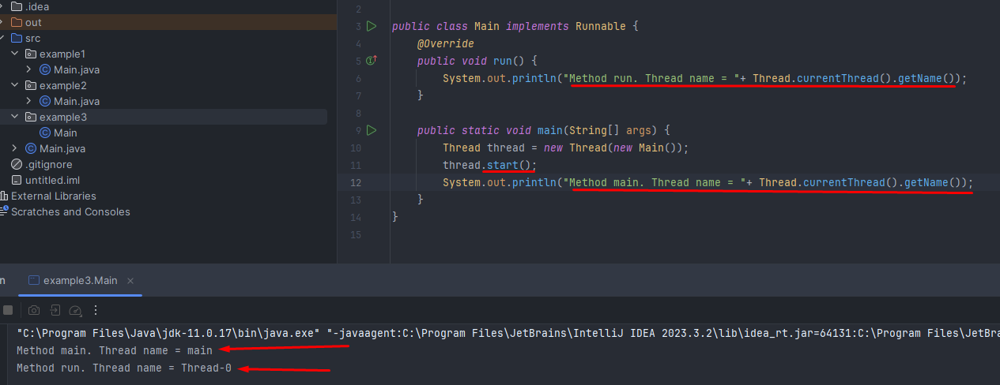 .idea
out
src
example1
Main.java
example2
Main.java
example3
Main
Main.java
.gitignore
untitled.iml
External Libraries
Scratches and Consoles
2
3 public class Main implements Runnable {
4 @Override
5 public void run() {
6 System.out.println("Method run. Thread name = "+ Thread.currentThread().getName());
7 }
8
9 public static void main(String[] args) {
10 Thread thread = new Thread(new Main());
11 thread.start();
12 System.out.println("Method main. Thread name = "+ Thread.currentThread().getName());
13 }
14 }
15
n example3.Main
"C:\Program Files\Java\jdk-11.0.17\bin\java.exe" "-javaagent:C:\Program Files\JetBrains\IntelliJ IDEA 2023.3.2\lib\idea_rt.jar=64131:C:\Program Files\JetBra
Method main. Thread name = main
Method run. Thread name = Thread-0